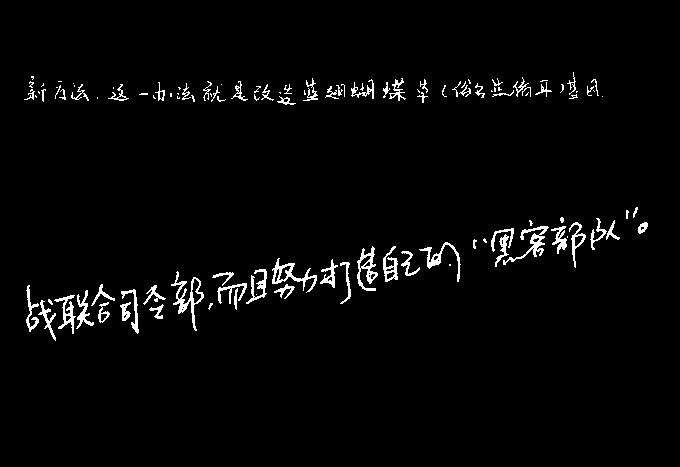 新方法.这一办法就是改造蓝翅蝴蝶草(俗名蓝猪耳)基因
战联合司令部,而且努力打造自己的“黑客部队”。